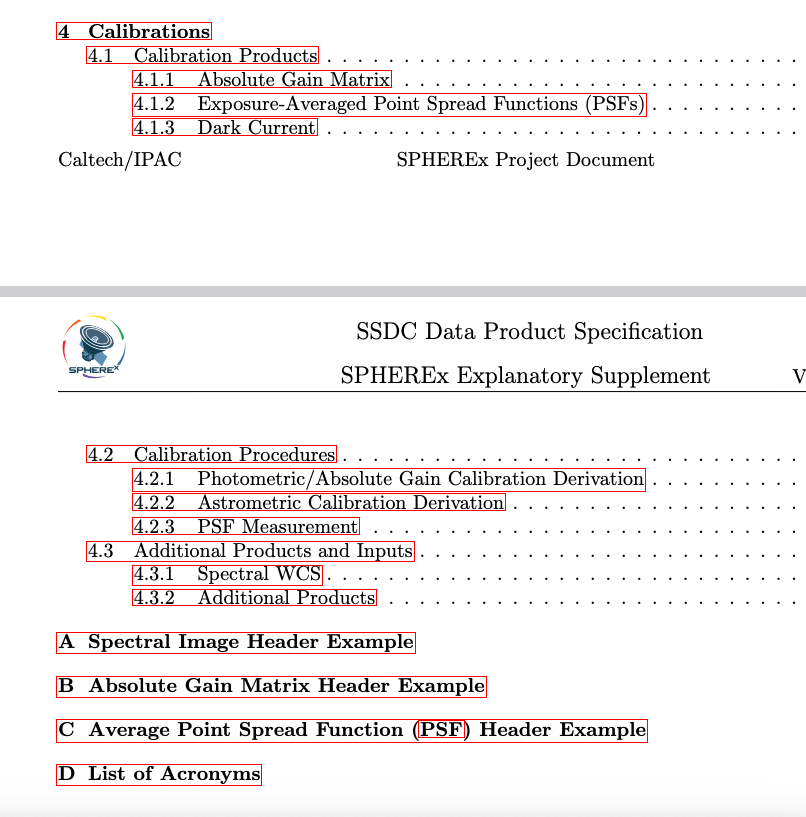 4 Calibrations
4.1 Calibration Products . . . . . . . . . . . . . . . . . . . . . . . . . . . . . . .
4.1.1 Absolute Gain Matrix . . . . . . . . . . . . . . . . . . . . . . . . . .
4.1.2 Exposure-Averaged Point Spread Functions (PSFs) . . . . . . . . . .
4.1.3 Dark Current . . . . . . . . . . . . . . . . . . . . . . . . . . . . . . .
Caltech/IPAC SPHEREx Project Document
SPHEREx
SSDC Data Product Specification
SPHEREx Explanatory Supplement V
4.2 Calibration Procedures . . . . . . . . . . . . . . . . . . . . . . . . . . . . . .
4.2.1 Photometric/Absolute Gain Calibration Derivation . . . . . . . . . .
4.2.2 Astrometric Calibration Derivation . . . . . . . . . . . . . . . . . . .
4.2.3 PSF Measurement . . . . . . . . . . . . . . . . . . . . . . . . . . . .
4.3 Additional Products and Inputs . . . . . . . . . . . . . . . . . . . . . . . . .
4.3.1 Spectral WCS . . . . . . . . . . . . . . . . . . . . . . . . . . . . . . .
4.3.2 Additional Products . . . . . . . . . . . . . . . . . . . . . . . . . . .
A Spectral Image Header Example
B Absolute Gain Matrix Header Example
C Average Point Spread Function (PSF) Header Example
D List of Acronyms